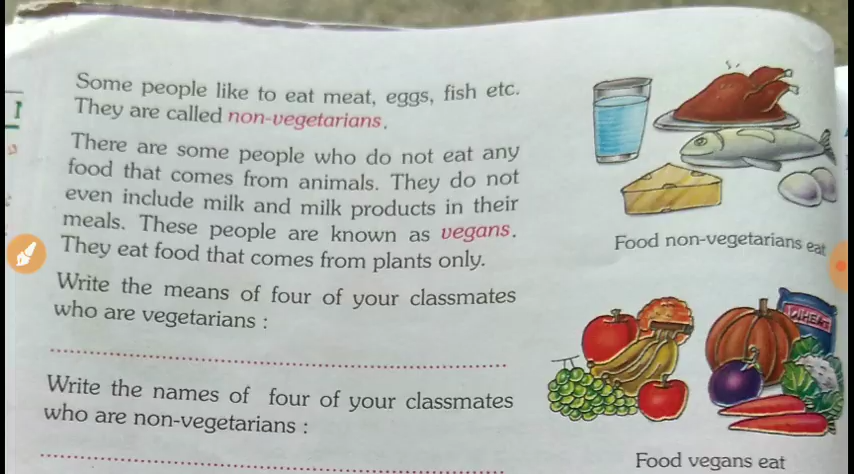 Some people like to eat meat, eggs, fish etc.
They are called non-vegetarians.
There are some people who do not eat any
food that comes from animals. They do not
even include milk and milk products in their
meals. These people are known as vegans.
They eat food that comes from plants only.
Write the means of four of your classmates
who are vegetarians :
Write the names of four of your classmates
who are non-vegetarians :
Food non-vegetarians eat
WHEAT
Food vegans eat